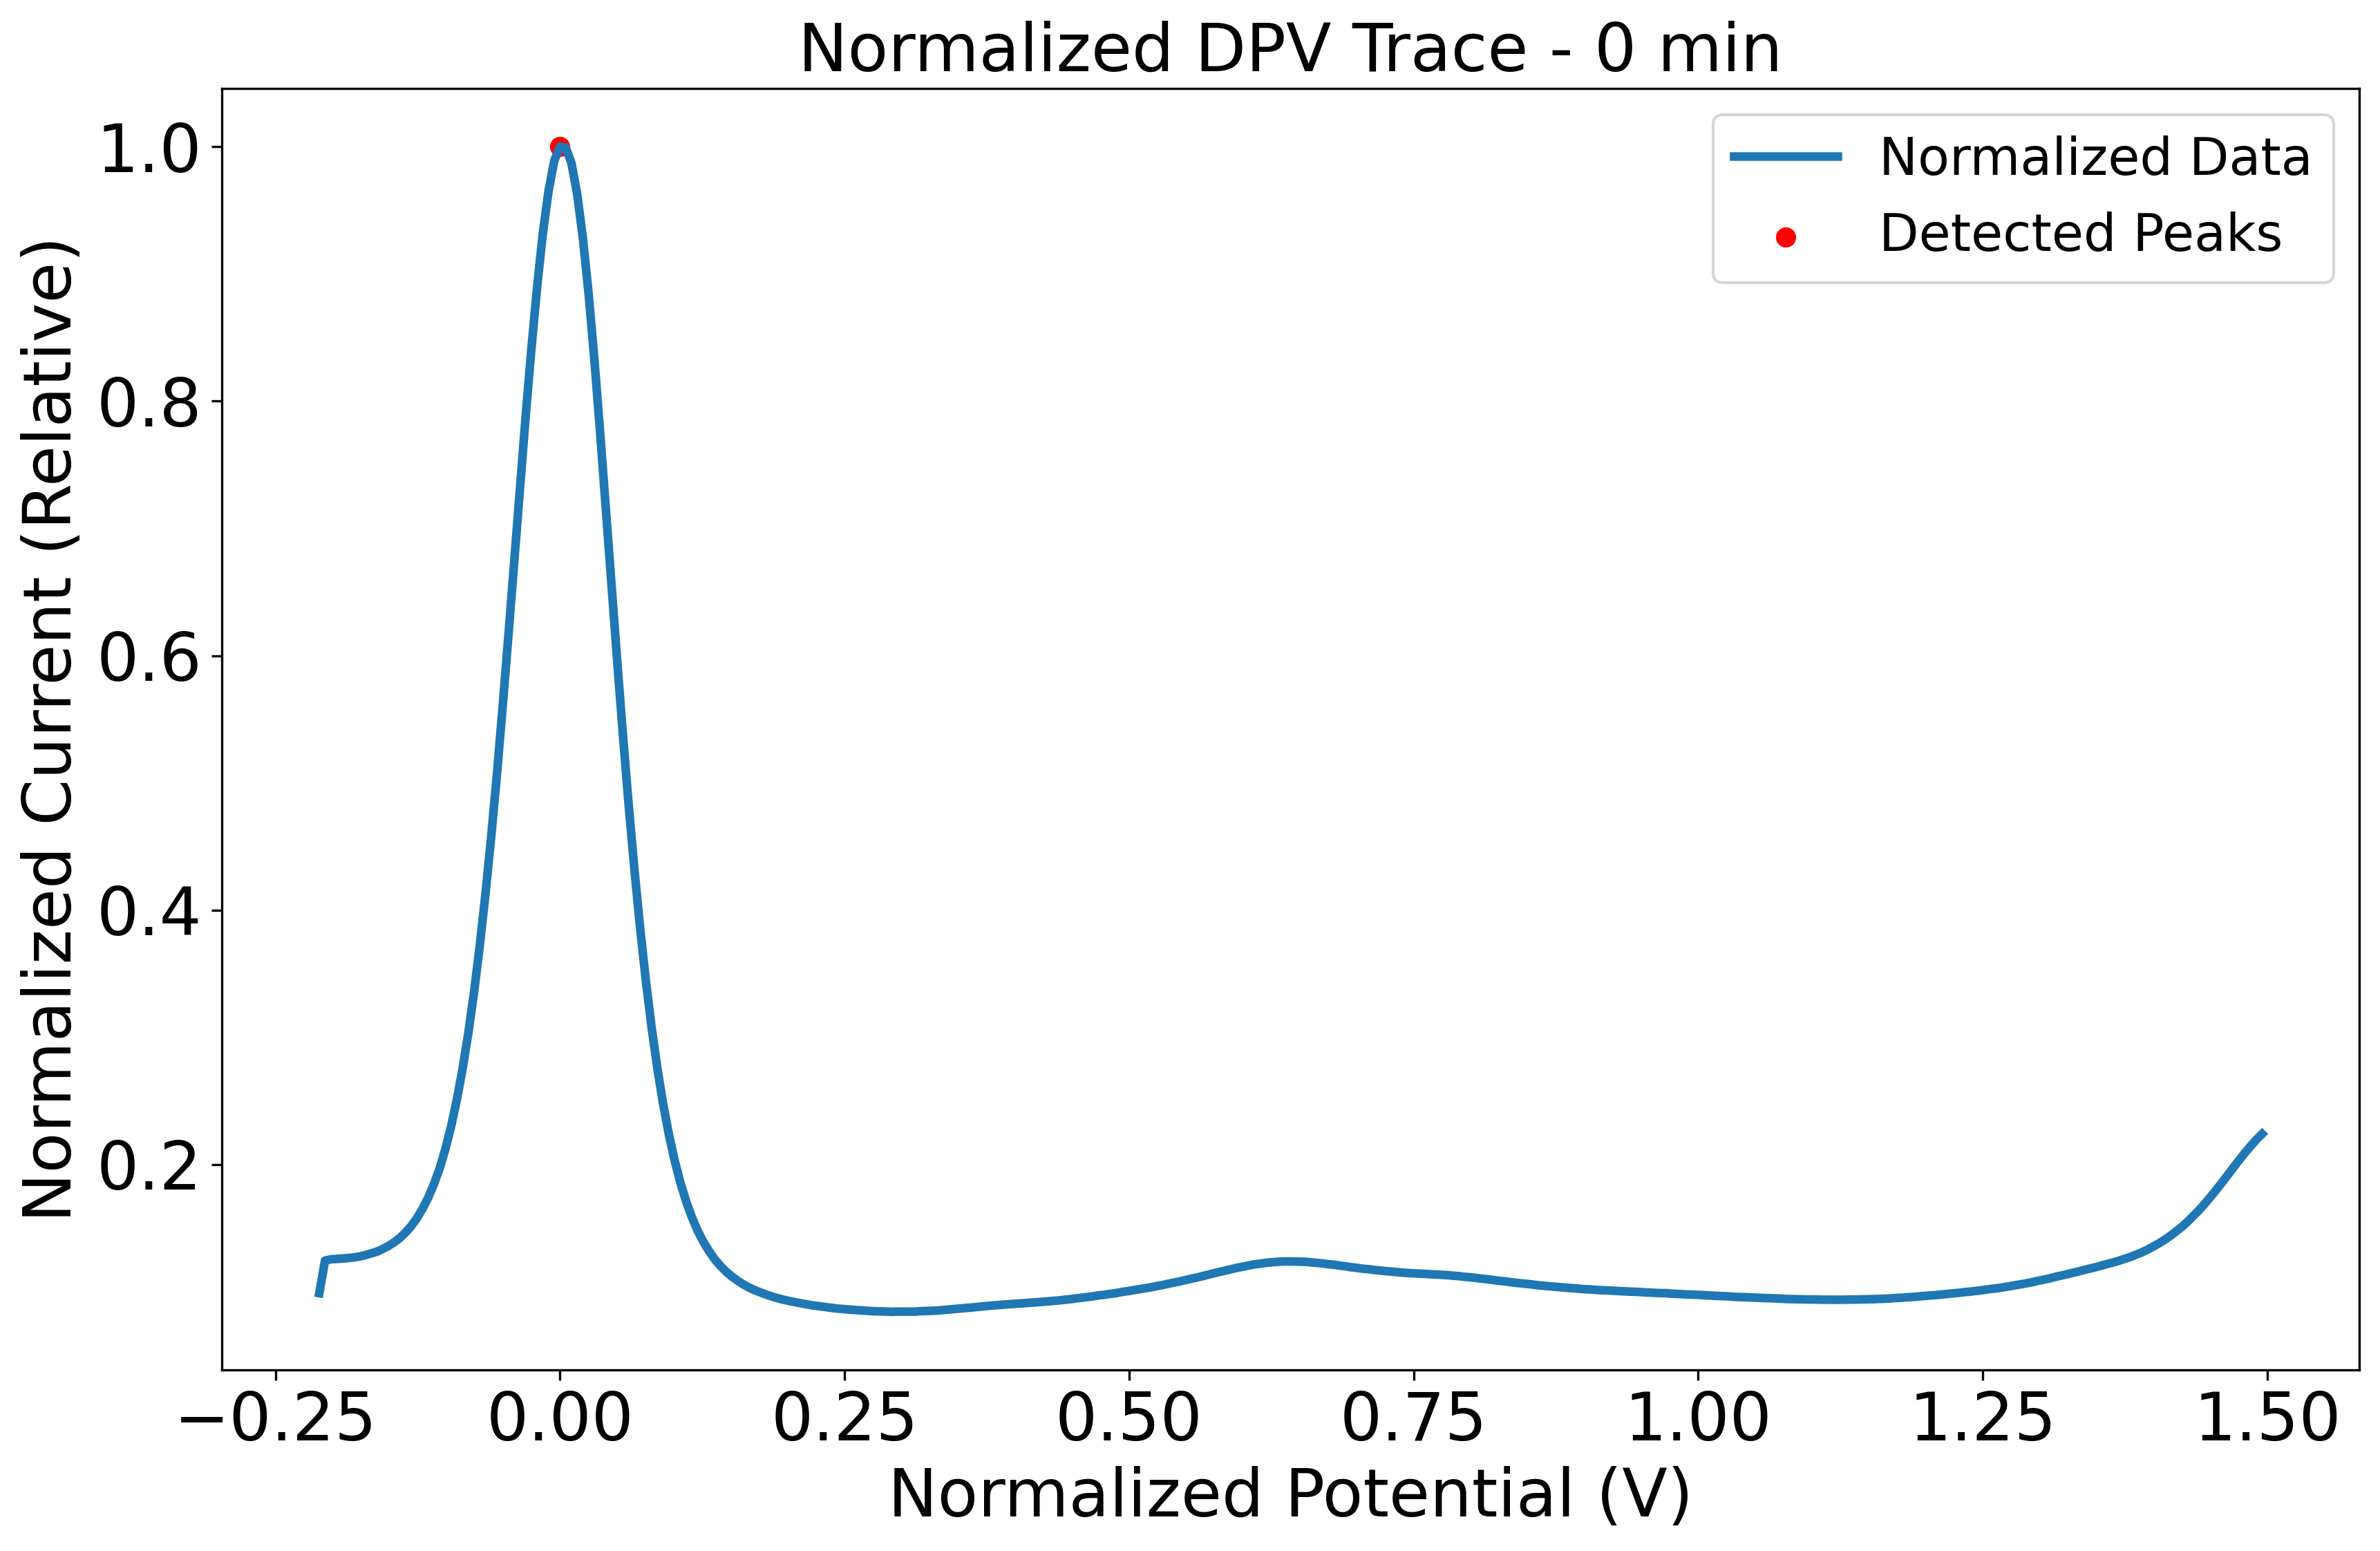 Normalized DPV Trace - 0 min
Normalized Current (Relative)
1.0
0.8
0.6
0.4
0.2
Normalized Data
Detected Peaks
−0.25 0.00 0.25 0.50 0.75 1.00 1.25 1.50
Normalized Potential (V)